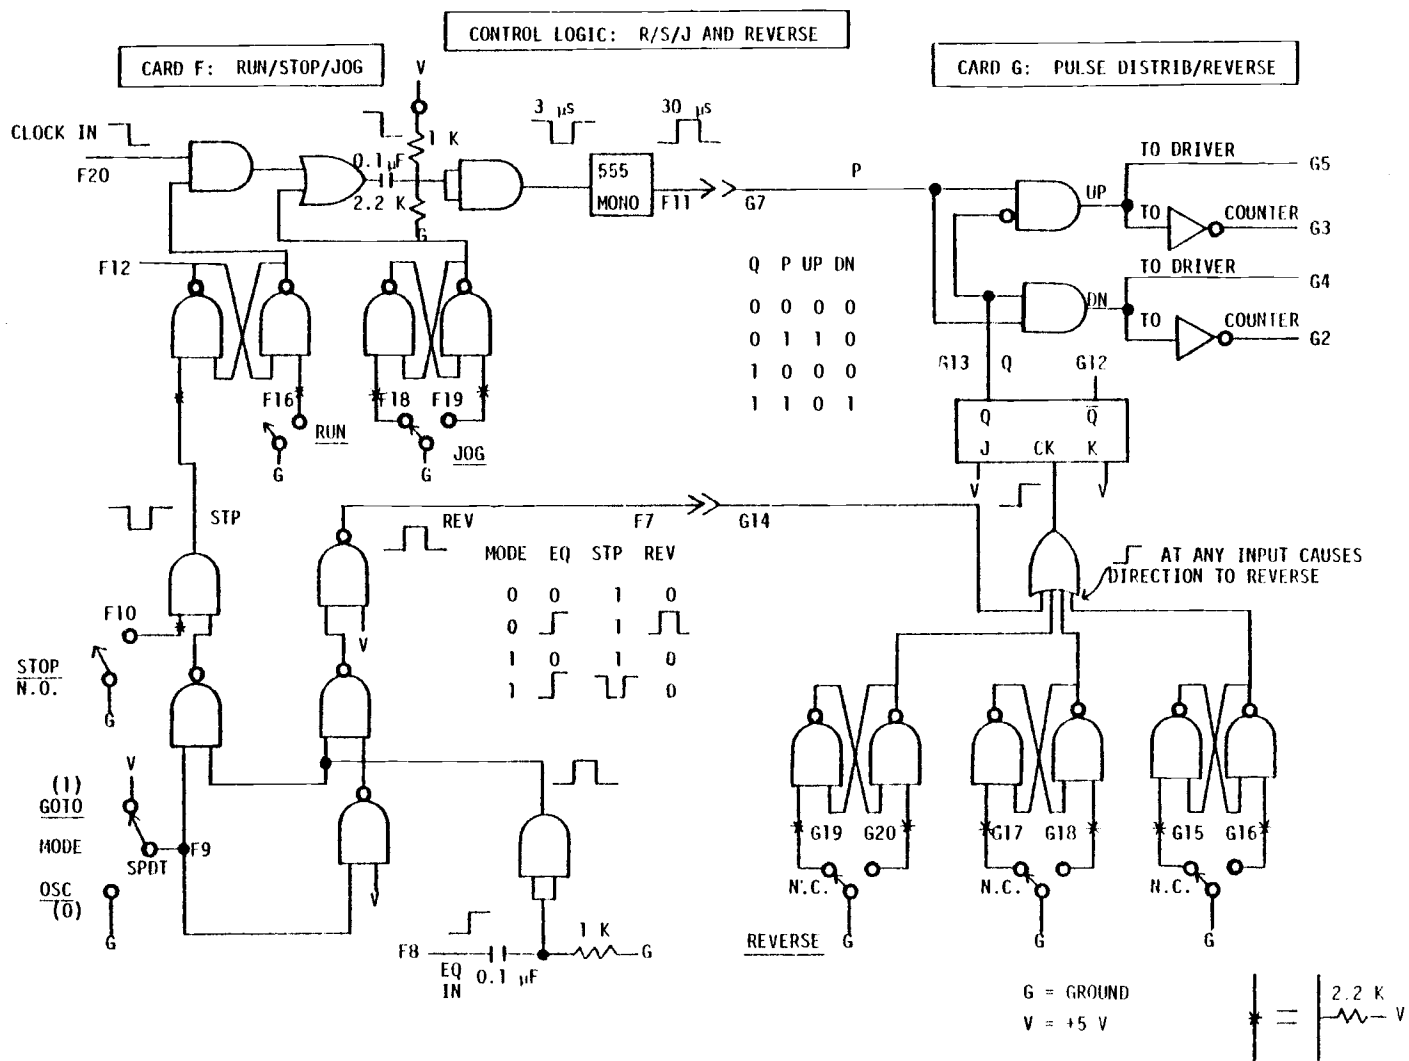 CONTROL LOGIC: R/S/J AND REVERSE
CARD F: RUN/STOP/JOG
CARD G: PULSE DISTRIB/REVERSE
V
CLOCK IN
F20
1 K
0.1 μF
2.2 K
G
3 μs
30 μs
555
MONO
F11
G7
P
UP
TO DRIVER
G5
TO
COUNTER
G3
TO DRIVER
G4
DN
TO
COUNTER
G2
F12
Q P UP DN
0 0 0 0
0 1 1 0
1 0 0 0
1 1 0 1
G13
Q
G12
Q
Q̅
J
CK
K
V
V
F16
RUN
G
F18
F19
JOG
G
STP
REV
F7
G14
MODE EQ STP REV
0 0 1 0
0 1
1 0 1 0
1 0
AT ANY INPUT CAUSES
DIRECTION TO REVERSE
F10
V
STOP
N.O.
G
V
(1)
GOTO
MODE
SPDT
F9
OSC
(0)
G
V
F8
EQ
IN
0.1 μF
1 K
G
G19
G20
G17
G18
G15
G16
N.C.
N.C.
N.C.
REVERSE
G
G
G
G = GROUND
V = +5 V
=
2.2 K
V